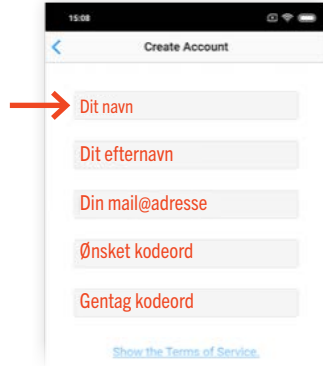 15:08
Create Account
Dit navn
Dit efternavn
Din mail@adresse
Ønsket kodeord
Gentag kodeord
Show the Terms of Service.